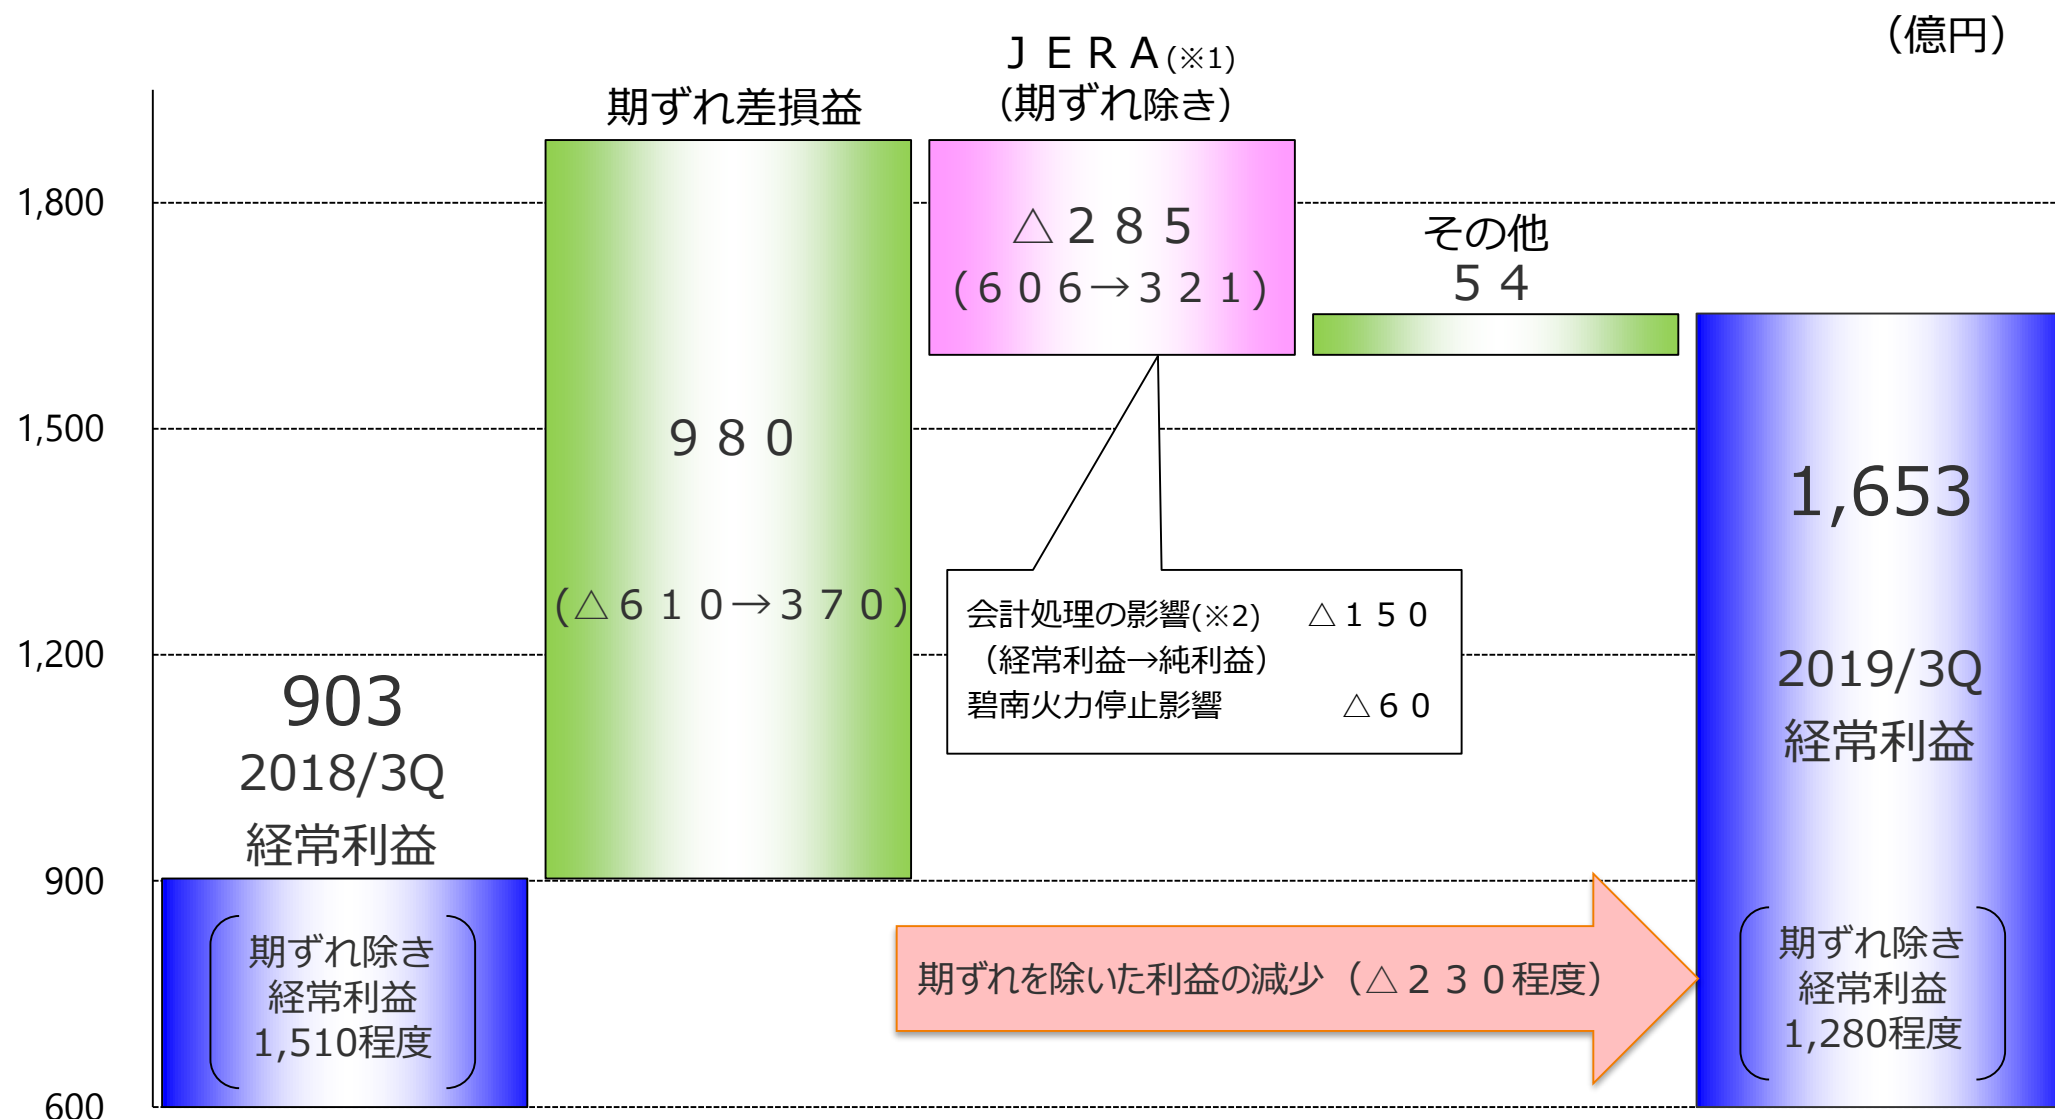 （億円）
ＪＥＲＡ(※1)
（期ずれ除き）
期ずれ差損益
1,800
1,500
1,200
900
600
△２８５
(６０６→３２１)
その他
５４
９８０
(△６１０→３７０)
903
2018/3Q
経常利益
期ずれ除き
経常利益
1,510程度
会計処理の影響(※2) △１５０
（経常利益→純利益）
碧南火力停止影響 △６０
期ずれを除いた利益の減少（△２３０程度）
1,653
2019/3Q
経常利益
期ずれ除き
経常利益
1,280程度